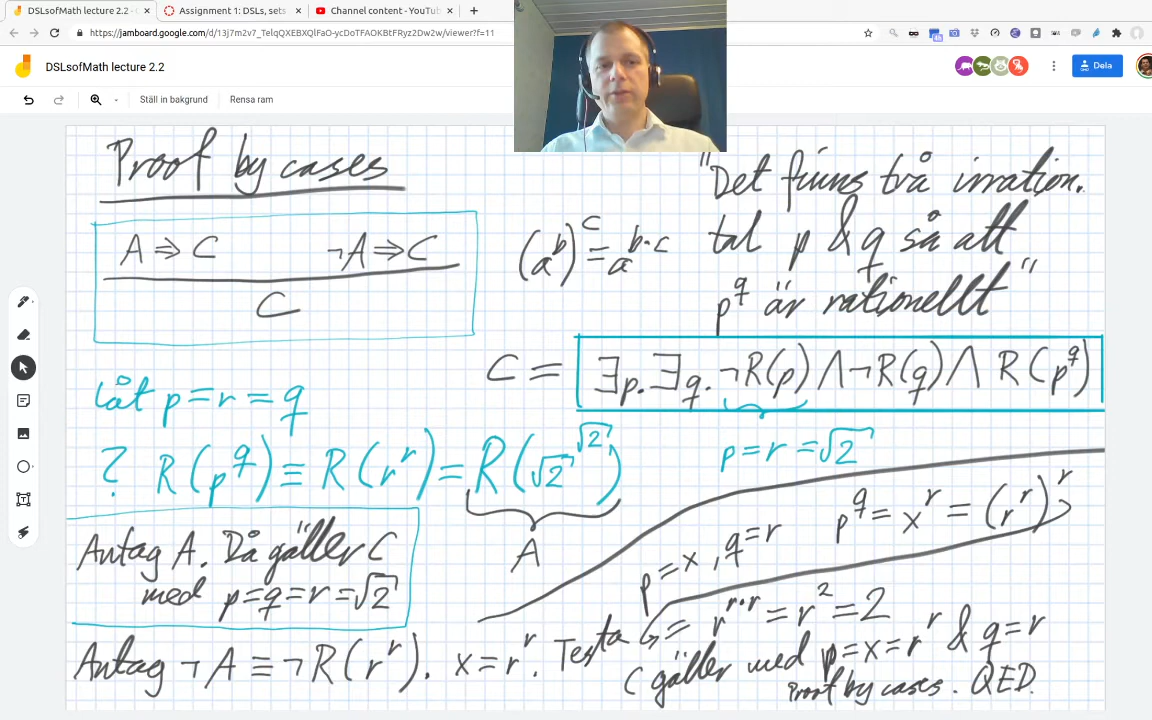 DSLsofMath lecture 2.2 -
Assignment 1: DSLs, sets
Channel content - YouTub
https://jamboard.google.com/d/13j7m2v7_TelqQXEBXQlFaO-ycDoTFAOKBtFRyz2Dw2w/viewer?f=11
DSLsofMath lecture 2.2
Dela
Ställ in bakgrund
Rensa ram
Proof by cases
A ⇒ C ¬A ⇒ C
C
(a^b)^c = a^{b·c}
"Det finns två irration.
tal p & q så att
p^q är rationellt"
C = ∃p. ∃q. ¬R(p) ∧ ¬R(q) ∧ R(p^q)
p = r = √2
Låt p = r = q
? R(p^q) ≡ R(r^r) = R(√2^√2)
A
Antag A. Då gäller C
med p = q = r = √2
Antag ¬A ≡ ¬R(r^r). x = r^r. Testa
p = x, q = r
p^q = x^r = (r^r)^r
= r^{r·r} = r^2 = 2
C gäller med p = x = r^r & q = r
Proof by cases. QED.